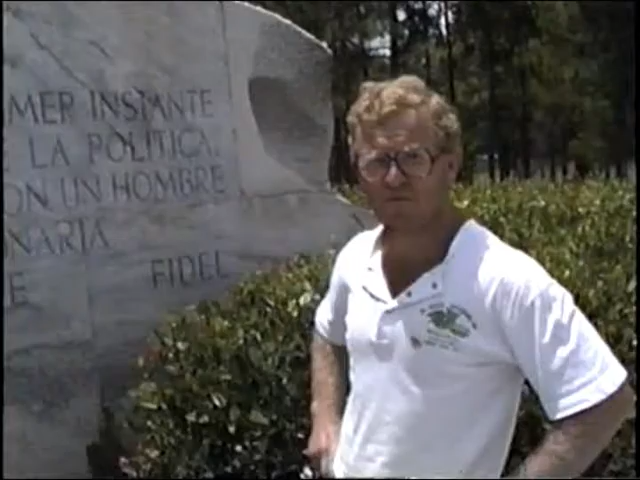 MER INSTANTE
LA POLITICA.
ON UN HOMBRE
NARIA
E
FIDEL